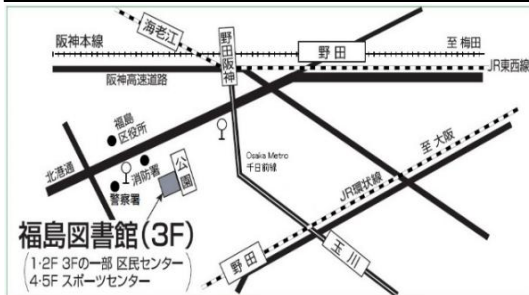 海老江
阪神本線
野田阪神
野田
至 梅田
JR東西線
阪神高速道路
福島
区役所
Osaka Metro
千日前線
至 大阪
北港通
消防署
公園
警察署
JR環状線
福島図書館(3F)
(1・2F 3Fの一部 区民センター
4・5F スポーツセンター)
野田
玉川